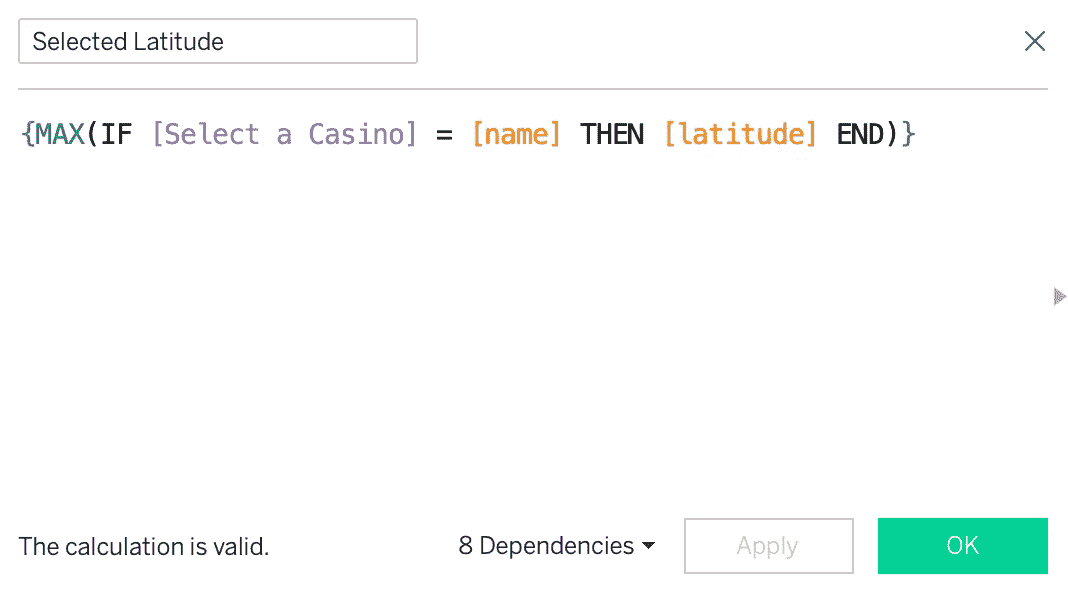 Selected Latitude
{MAX(IF [Select a Casino] = [name] THEN [latitude] END)}
The calculation is valid.
8 Dependencies
Apply
OK